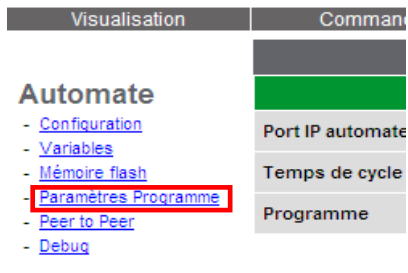 Visualisation
Comman
Automate
- Configuration
- Variables
- Mémoire flash
- Paramètres Programme
- Peer to Peer
- Debug
Port IP automate
Temps de cycle
Programme